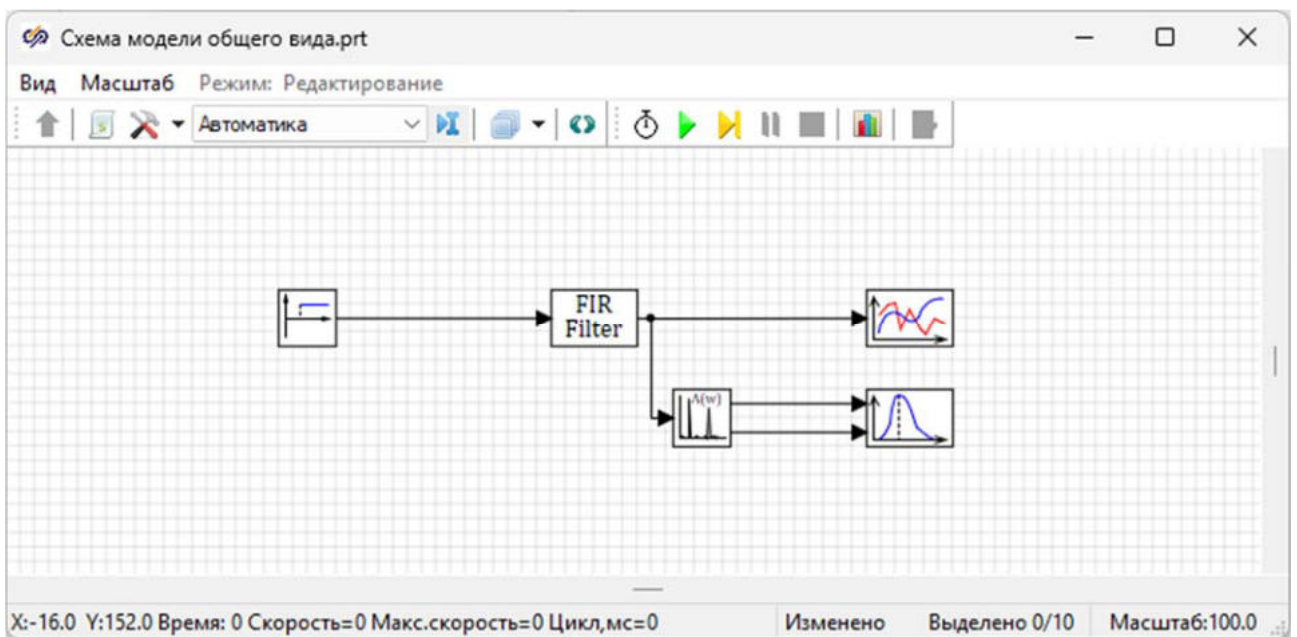 Схема модели общего вида.prt
Вид Масштаб Режим: Редактирование
Автоматика
FIR
Filter
A(w)
X:-16.0 Y:152.0 Время: 0 Скорость=0 Макс.скорость=0 Цикл,мс=0 Изменено Выделено 0/10 Масштаб:100.0